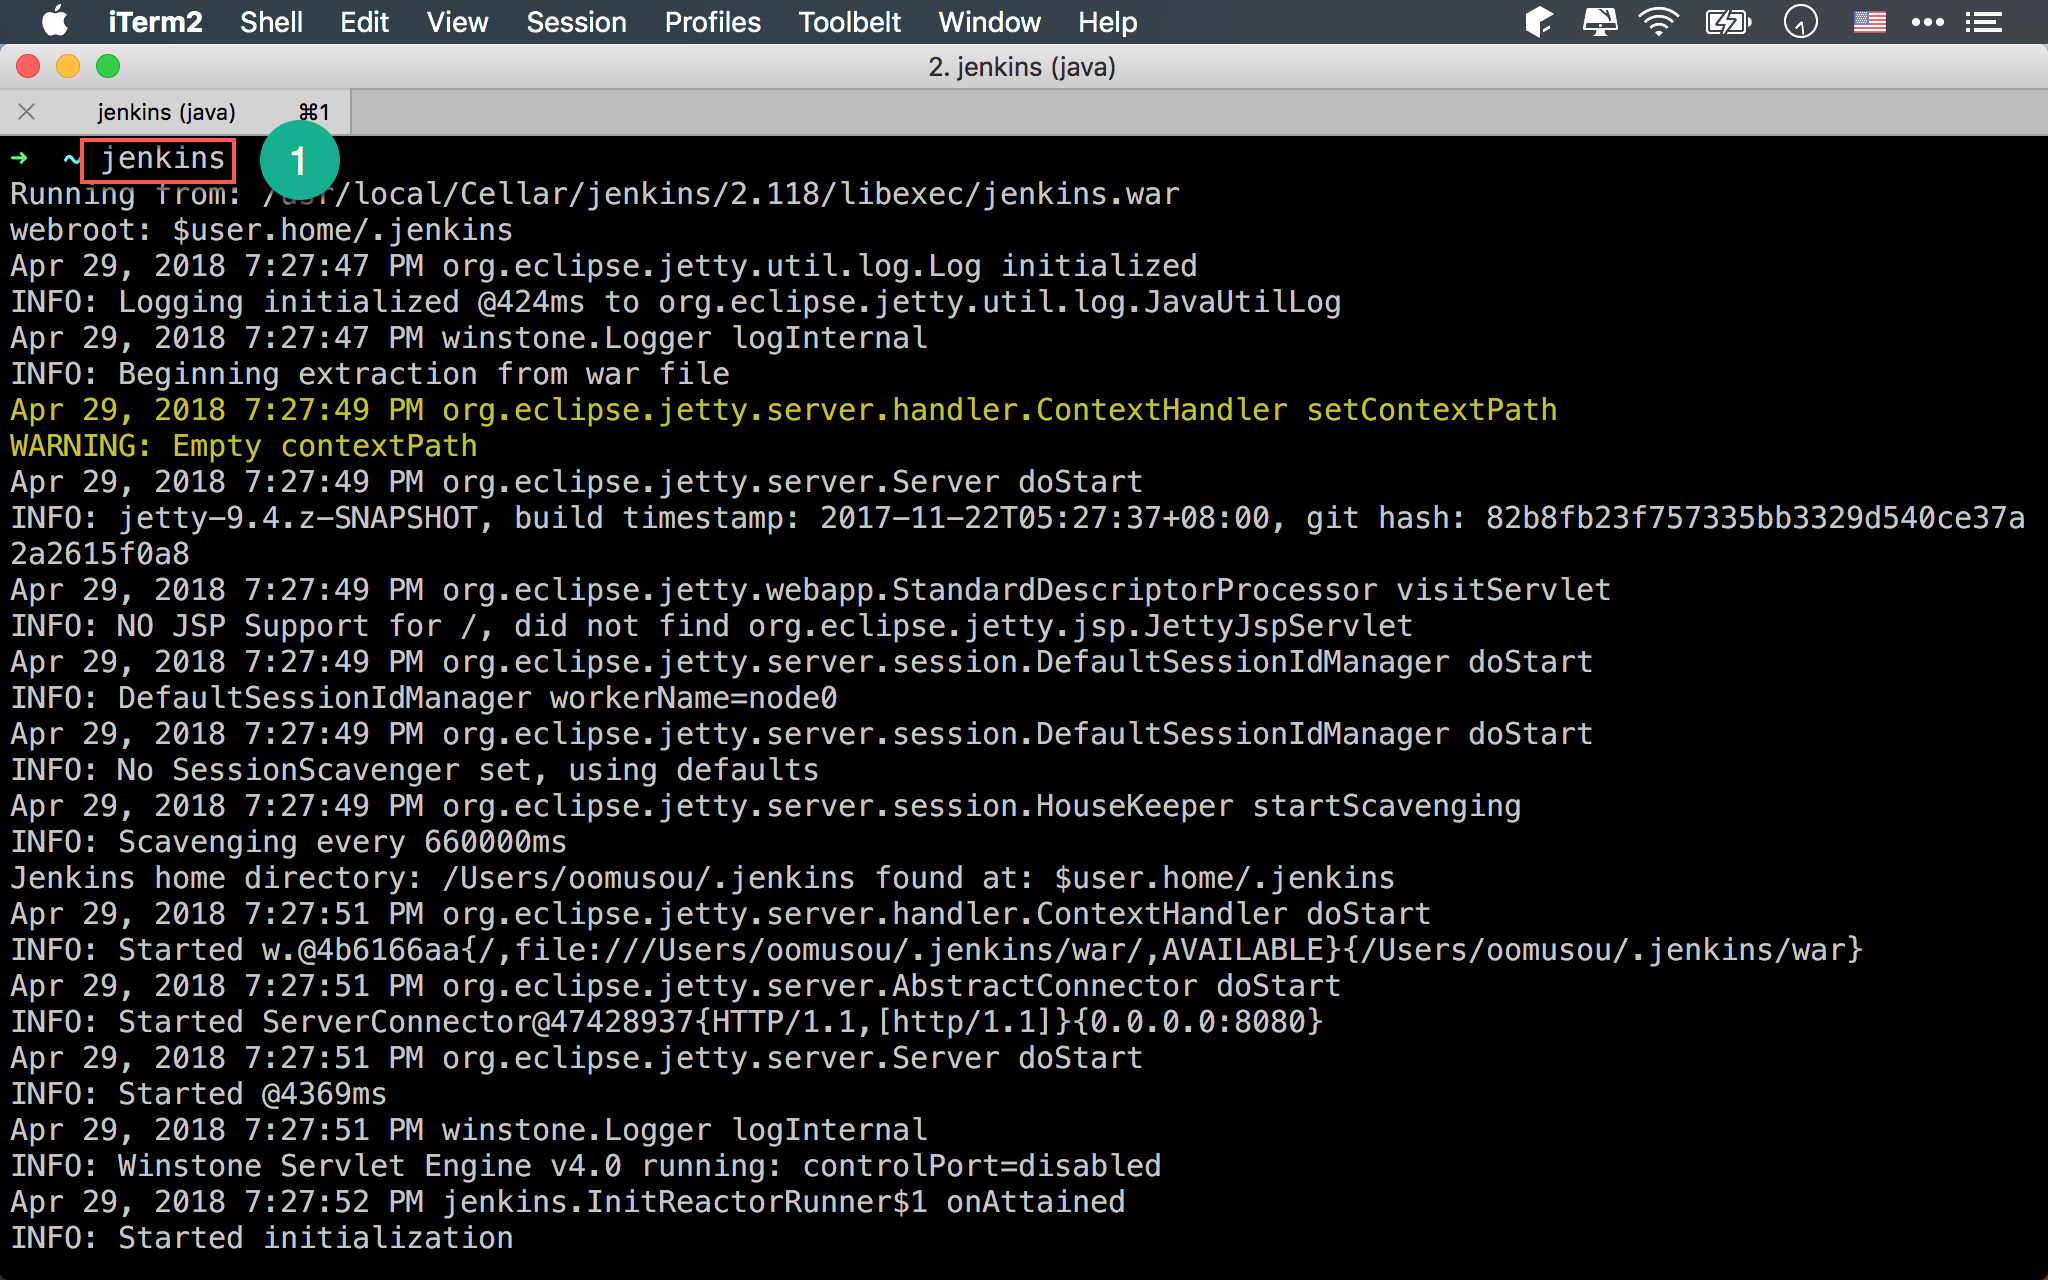 iTerm2 Shell Edit View Session Profiles Toolbelt Window Help
2. jenkins (java)
jenkins (java) ⌘1
➜ ~ jenkins 1
Running from: /usr/local/Cellar/jenkins/2.118/libexec/jenkins.war
webroot: $user.home/.jenkins
Apr 29, 2018 7:27:47 PM org.eclipse.jetty.util.log.Log initialized
INFO: Logging initialized @424ms to org.eclipse.jetty.util.log.JavaUtilLog
Apr 29, 2018 7:27:47 PM winstone.Logger logInternal
INFO: Beginning extraction from war file
Apr 29, 2018 7:27:49 PM org.eclipse.jetty.server.handler.ContextHandler setContextPath
WARNING: Empty contextPath
Apr 29, 2018 7:27:49 PM org.eclipse.jetty.server.Server doStart
INFO: jetty-9.4.z-SNAPSHOT, build timestamp: 2017-11-22T05:27:37+08:00, git hash: 82b8fb23f757335bb3329d540ce37a
2a2615f0a8
Apr 29, 2018 7:27:49 PM org.eclipse.jetty.webapp.StandardDescriptorProcessor visitServlet
INFO: NO JSP Support for /, did not find org.eclipse.jetty.jsp.JettyJspServlet
Apr 29, 2018 7:27:49 PM org.eclipse.jetty.server.session.DefaultSessionIdManager doStart
INFO: DefaultSessionIdManager workerName=node0
Apr 29, 2018 7:27:49 PM org.eclipse.jetty.server.session.DefaultSessionIdManager doStart
INFO: No SessionScavenger set, using defaults
Apr 29, 2018 7:27:49 PM org.eclipse.jetty.server.session.HouseKeeper startScavenging
INFO: Scavenging every 660000ms
Jenkins home directory: /Users/oomusou/.jenkins found at: $user.home/.jenkins
Apr 29, 2018 7:27:51 PM org.eclipse.jetty.server.handler.ContextHandler doStart
INFO: Started w.@4b6166aa{/,file:///Users/oomusou/.jenkins/war/,AVAILABLE}{/Users/oomusou/.jenkins/war}
Apr 29, 2018 7:27:51 PM org.eclipse.jetty.server.AbstractConnector doStart
INFO: Started ServerConnector@47428937{HTTP/1.1,[http/1.1]}{0.0.0.0:8080}
Apr 29, 2018 7:27:51 PM org.eclipse.jetty.server.Server doStart
INFO: Started @4369ms
Apr 29, 2018 7:27:51 PM winstone.Logger logInternal
INFO: Winstone Servlet Engine v4.0 running: controlPort=disabled
Apr 29, 2018 7:27:52 PM jenkins.InitReactorRunner$1 onAttained
INFO: Started initialization